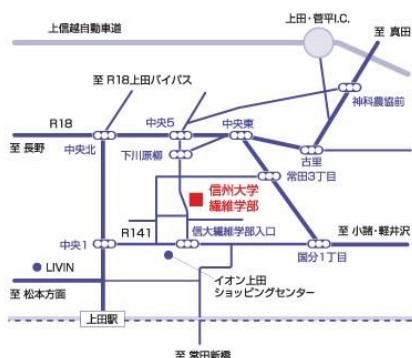 上田・菅平I.C.
上信越自動車道
至 真田
至 R18上田バイパス
神科農協前
R18
中央5
中央東
至 長野
中央北
下川原柳
古里
常田3丁目
信州大学
繊維学部
R141
信大繊維学部入口
至 小諸・軽井沢
中央1
国分1丁目
LIVIN
イオン上田
ショッピングセンター
至 松本方面
上田駅
至 常田新橋